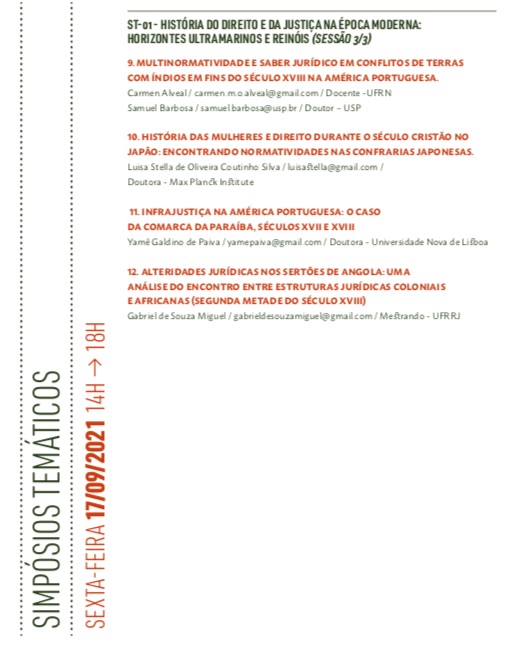 ST-01 - HISTÓRIA DO DIREITO E DA JUSTIÇA NA ÉPOCA MODERNA:
HORIZONTES ULTRAMARINOS E REINÓIS (SESSÃO 3/3)
9. MULTINORMATIVIDADE E SABER JURÍDICO EM CONFLITOS DE TERRAS
COM ÍNDIOS EM FINS DO SÉCULO XVIII NA AMÉRICA PORTUGUESA.
Carmen Alveal / carmen.m.o.alveal@gmail.com / Docente -UFRN
Samuel Barbosa / samuel.barbosa@usp.br / Doutor - USP
10. HISTÓRIA DAS MULHERES E DIREITO DURANTE O SÉCULO CRISTÃO NO
JAPÃO: ENCONTRANDO NORMATIVIDADES NAS CONFRARIAS JAPONESAS.
Luisa Stella de Oliveira Coutinho Silva / luisastella@gmail.com /
Doutora - Max Planck Institute
11. INFRAJUSTIÇA NA AMÉRICA PORTUGUESA: O CASO
DA COMARCA DA PARAÍBA, SÉCULOS XVII E XVIII
Yamê Galdino de Paiva / yamepaiva@gmail.com / Doutora - Universidade Nova de Lisboa
12. ALTERIDADES JURÍDICAS NOS SERTÕES DE ANGOLA: UMA
ANÁLISE DO ENCONTRO ENTRE ESTRUTURAS JURÍDICAS COLONIAIS
E AFRICANAS (SEGUNDA METADE DO SÉCULO XVIII)
Gabriel de Souza Miguel / gabrieldesouzamiguel@gmail.com / Mestrando - UFRRJ
SIMPÓSIOS TEMÁTICOS
SEXTA-FEIRA 17/09/2021 14H → 18H